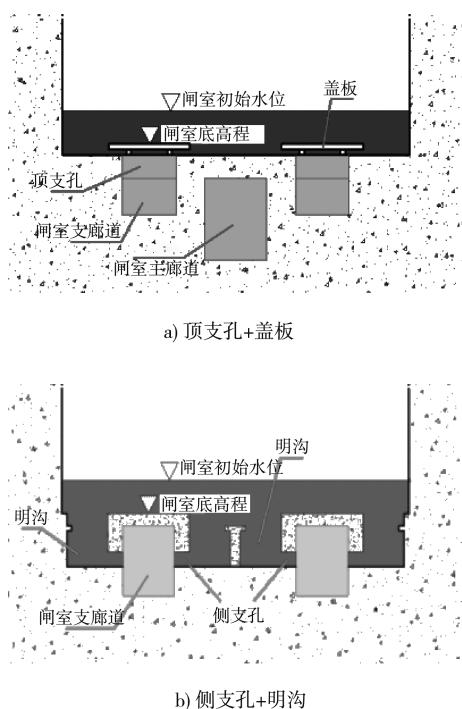 闸室初始水位
盖板
闸室底高程
顶支孔
闸室支廊道
闸室主廊道
a) 顶支孔+盖板
闸室初始水位
明沟
闸室底高程
明沟
闸室支廊道
侧支孔
b) 侧支孔+明沟